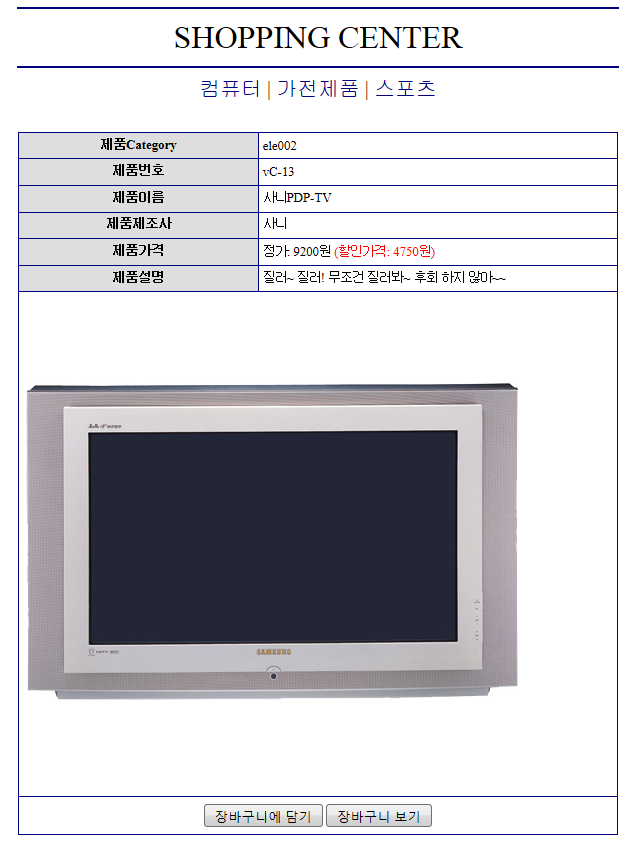 SHOPPING CENTER
컴퓨터 | 가전제품 | 스포츠
제품Category ele002
제품번호 vC-13
제품이름 사니PDP-TV
제품제조사 사니
제품가격 정가: 9200원 (할인가격: 4750원)
제품설명 질러~ 질러! 무조건 질러봐~ 후회 하지 않아~~
SAMSUNG
장바구니에 담기 장바구니 보기